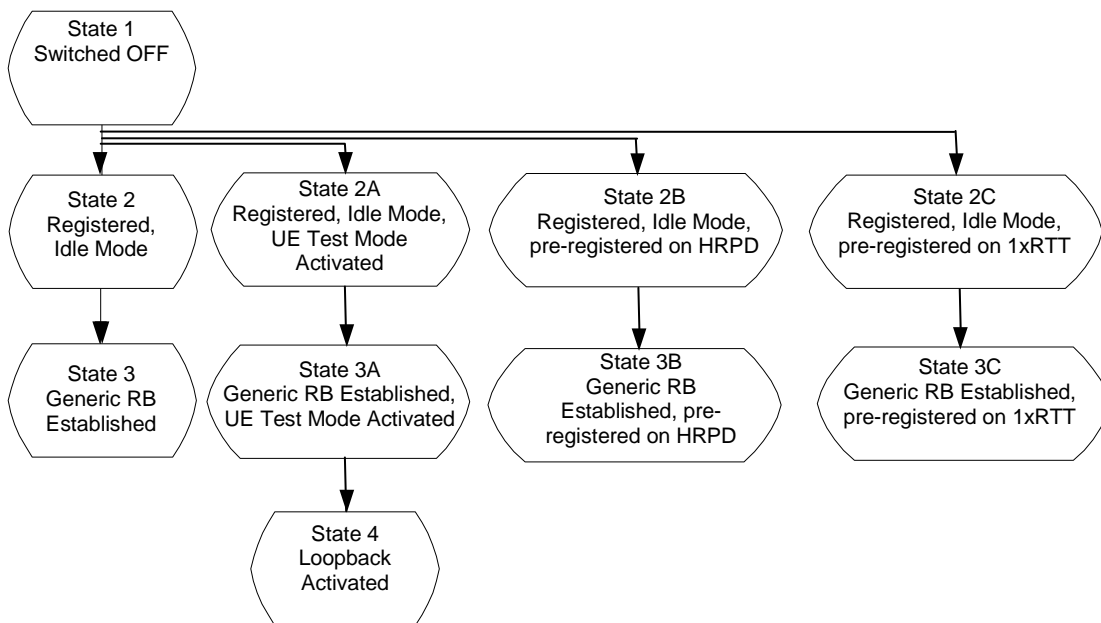 State 1
Switched OFF
State 2
Registered,
Idle Mode
State 2A
Registered, Idle Mode,
UE Test Mode
Activated
State 2B
Registered, Idle Mode,
pre-registered on HRPD
State 2C
Registered, Idle Mode,
pre-registered on 1xRTT
State 3
Generic RB
Established
State 3A
Generic RB Established,
UE Test Mode Activated
State 3B
Generic RB
Established, pre-
registered on HRPD
State 3C
Generic RB Established,
pre-registered on 1xRTT
State 4
Loopback
Activated